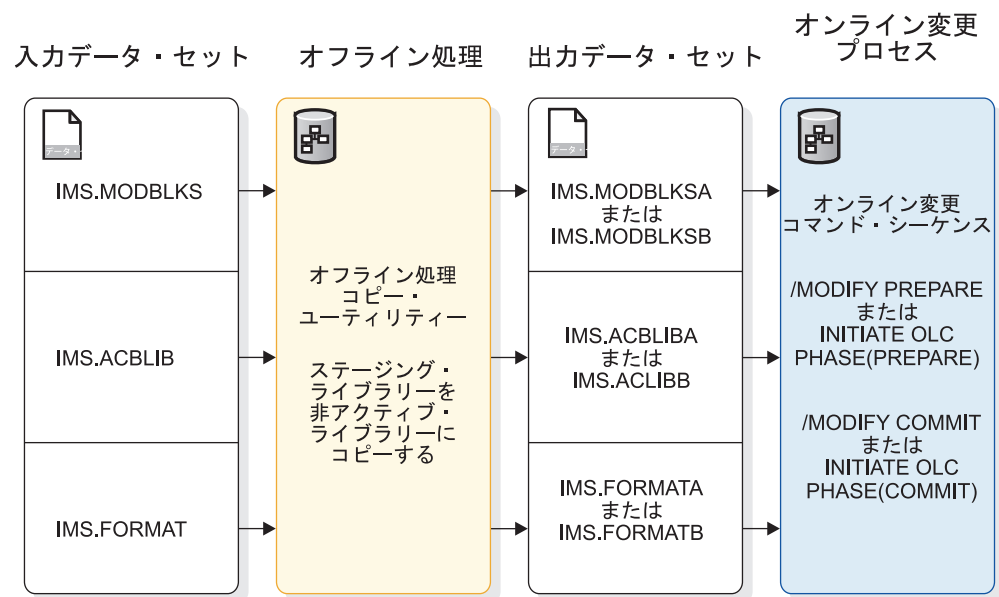 入力データ・セット
オフライン処理
出力データ・セット
オンライン変更
プロセス
データ・
IMS.MODBLKS
IMS.ACBLIB
IMS.FORMAT
オフライン処理
コピー・
ユーティリティー
ステージング・
ライブラリーを
非アクティブ・
ライブラリーに
コピーする
データ・
IMS.MODBLKSA
または
IMS.MODBLKSB
IMS.ACBLIBA
または
IMS.ACLIBB
IMS.FORMATA
または
IMS.FORMATB
オンライン変更
コマンド・シーケンス
/MODIFY PREPARE
または
INITIATE OLC
PHASE(PREPARE)
/MODIFY COMMIT
または
INITIATE OLC
PHASE(COMMIT)